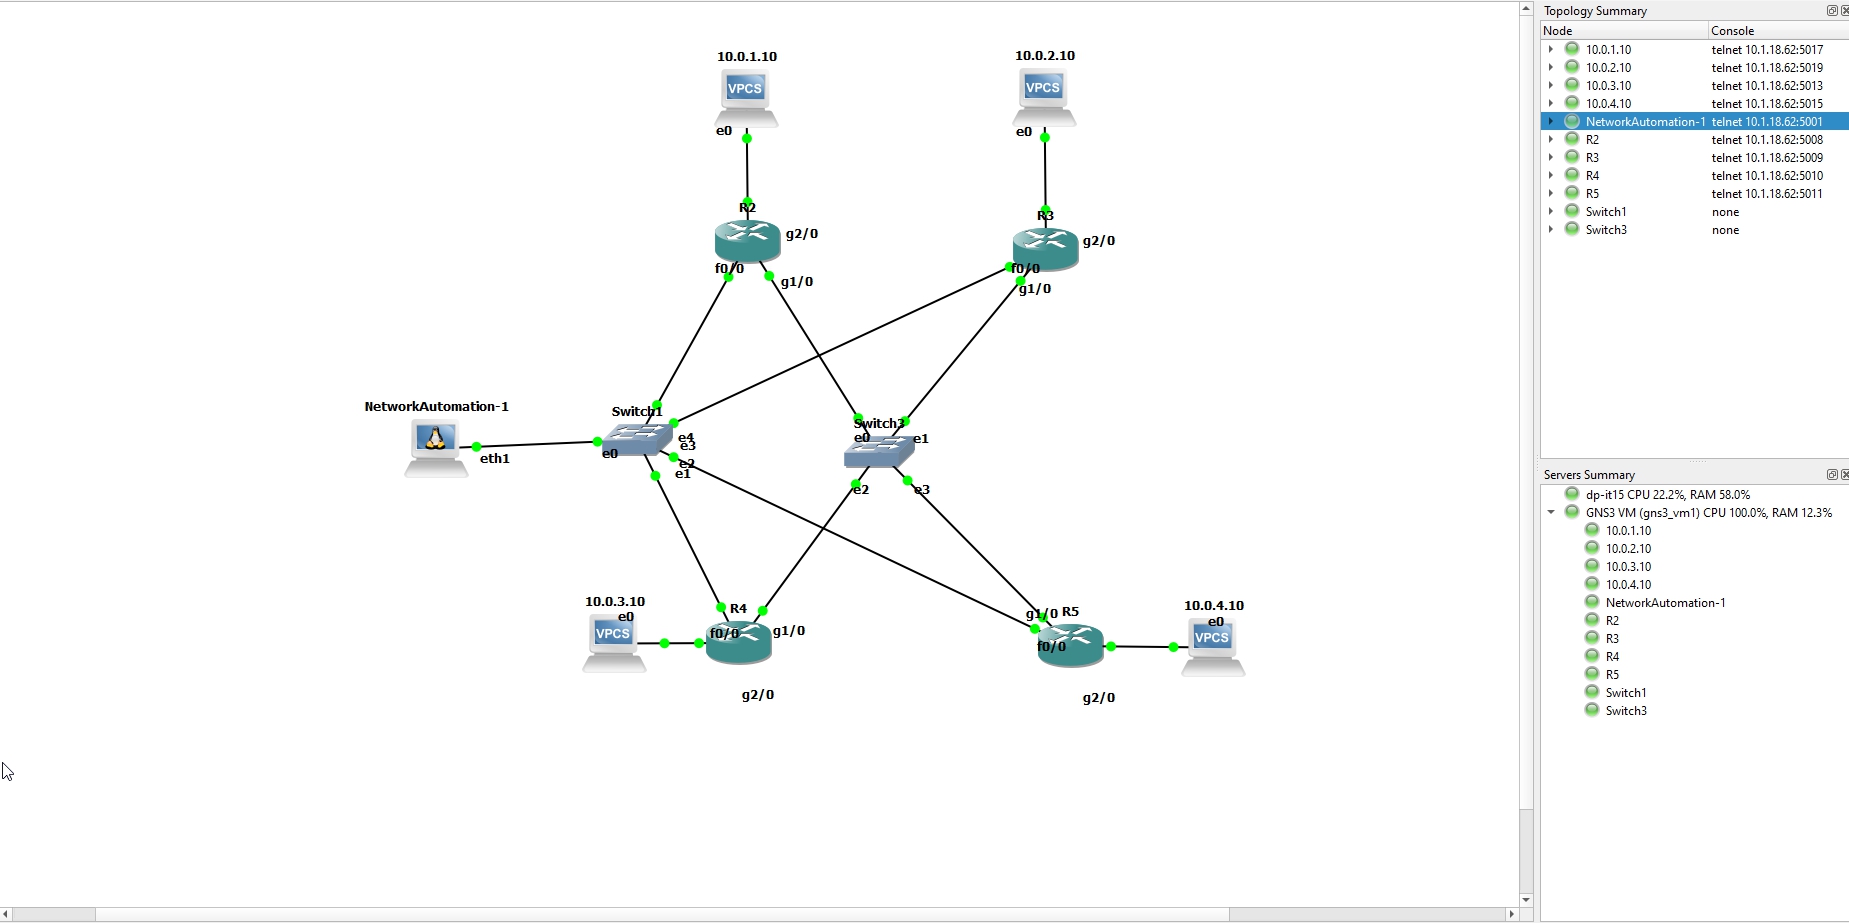 10.0.1.10
VPCS
e0
10.0.2.10
VPCS
e0
R2
g2/0
f0/0
g1/0
R3
g2/0
f0/0
g1/0
NetworkAutomation-1
eth1
Switch1
e0
e4
e3
e2
e1
Switch3
e0
e1
e2
e3
10.0.3.10
e0
VPCS
R4
f0/0
g1/0
g2/0
g1/0
R5
f0/0
g2/0
10.0.4.10
e0
VPCS
Topology Summary
Node Console
10.0.1.10 telnet 10.1.18.62:5017
10.0.2.10 telnet 10.1.18.62:5019
10.0.3.10 telnet 10.1.18.62:5013
10.0.4.10 telnet 10.1.18.62:5015
NetworkAutomation-1 telnet 10.1.18.62:5001
R2 telnet 10.1.18.62:5008
R3 telnet 10.1.18.62:5009
R4 telnet 10.1.18.62:5010
R5 telnet 10.1.18.62:5011
Switch1 none
Switch3 none
Servers Summary
dp-it15 CPU 22.2%, RAM 58.0%
GNS3 VM (gns3_vm1) CPU 100.0%, RAM 12.3%
10.0.1.10
10.0.2.10
10.0.3.10
10.0.4.10
NetworkAutomation-1
R2
R3
R4
R5
Switch1
Switch3